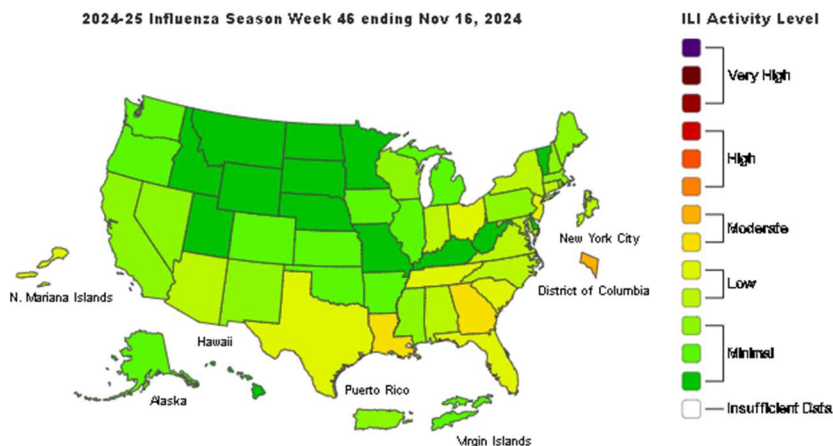 2024-25 Influenza Season Week 46 ending Nov 16, 2024
ILI Activity Level
Very High
High
Moderate
Low
Minimal
Insufficient Data
New York City
District of Columbia
N. Mariana Islands
Hawaii
Alaska
Puerto Rico
Virgin Islands